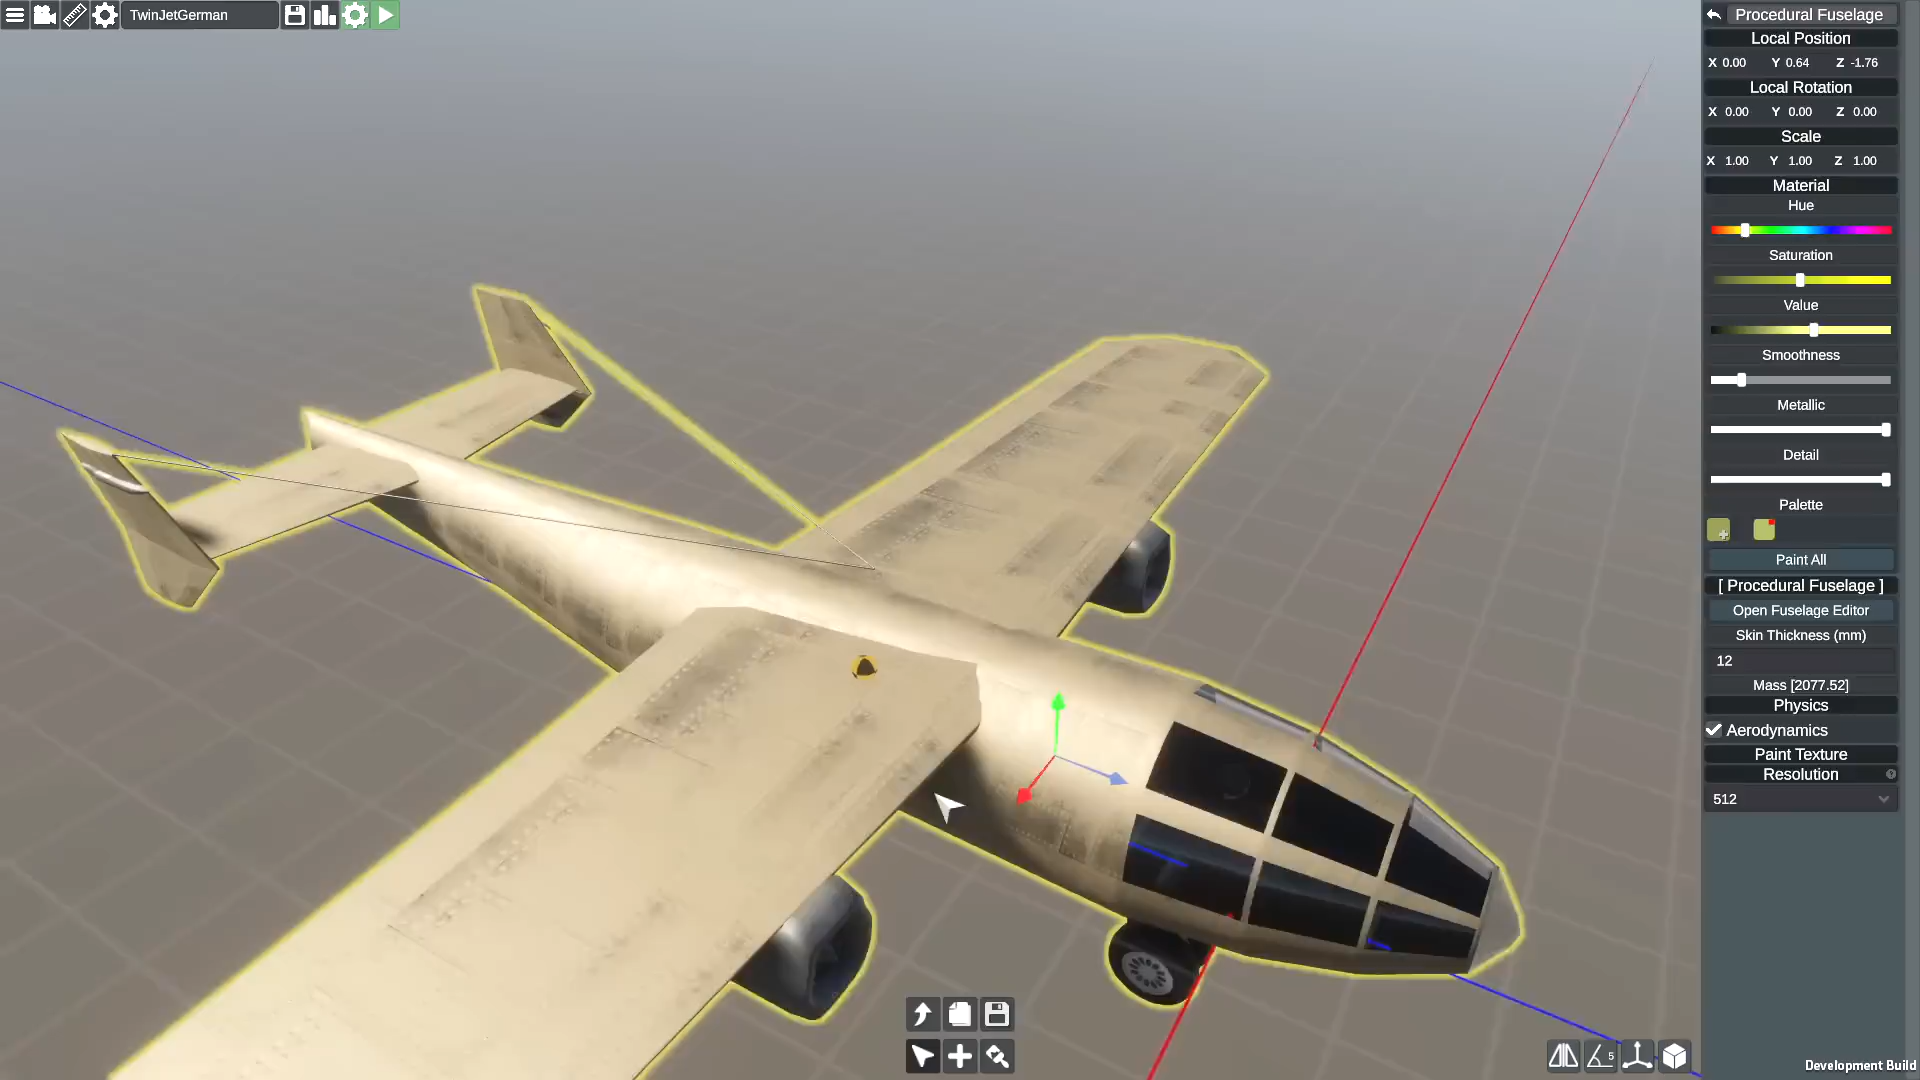 TwinJetGerman
Procedural Fuselage
Local Position
X 0.00 Y 0.64 Z -1.76
Local Rotation
X 0.00 Y 0.00 Z 0.00
Scale
X 1.00 Y 1.00 Z 1.00
Material
Hue
Saturation
Value
Smoothness
Metallic
Detail
Palette
Paint All
[ Procedural Fuselage ]
Open Fuselage Editor
Skin Thickness (mm)
12
Mass [2077.52]
Physics
Aerodynamics
Paint Texture
Resolution
512
5
Development Build